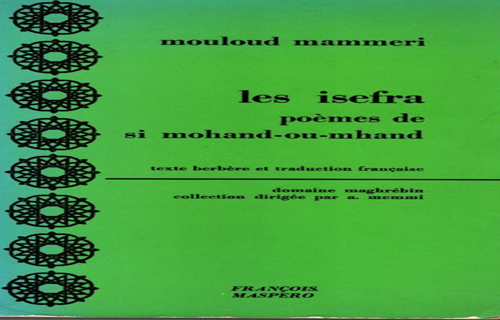 mouloud mammeri
les isefra
poèmes de
si mohand-ou-mhand
texte berbère et traduction française
domaine maghrébin
collection dirigée par a. memmi
FRANÇOIS
MASPERO